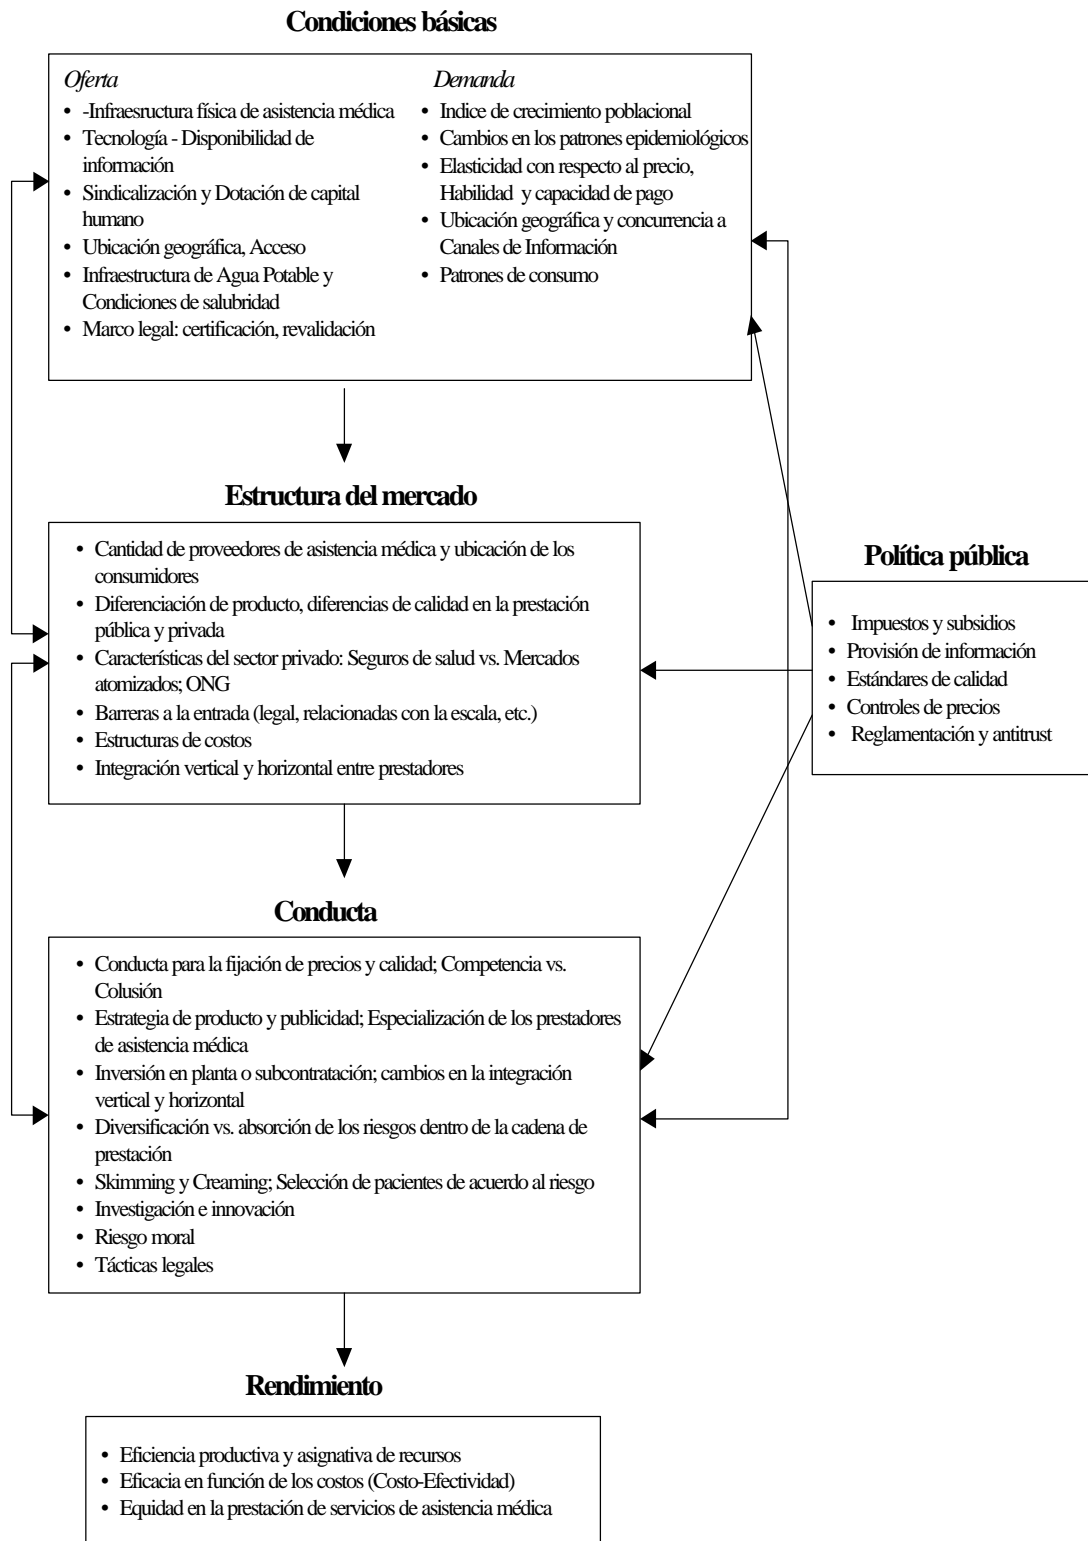 Condiciones básicas
Oferta
• -Infraesructura física de asistencia médica
• Tecnología - Disponibilidad de
información
• Sindicalización y Dotación de capital
humano
• Ubicación geográfica, Acceso
• Infraestructura de Agua Potable y
Condiciones de salubridad
• Marco legal: certificación, revalidación
Demanda
• Indice de crecimiento poblacional
• Cambios en los patrones epidemiológicos
• Elasticidad con respecto al precio,
Habilidad y capacidad de pago
• Ubicación geográfica y concurrencia a
Canales de Información
• Patrones de consumo
Estructura del mercado
• Cantidad de proveedores de asistencia médica y ubicación de los
consumidores
• Diferenciación de producto, diferencias de calidad en la prestación
pública y privada
• Características del sector privado: Seguros de salud vs. Mercados
atomizados; ONG
• Barreras a la entrada (legal, relacionadas con la escala, etc.)
• Estructuras de costos
• Integración vertical y horizontal entre prestadores
Política pública
• Impuestos y subsidios
• Provisión de información
• Estándares de calidad
• Controles de precios
• Reglamentación y antitrust
Conducta
• Conducta para la fijación de precios y calidad; Competencia vs.
Colusión
• Estrategia de producto y publicidad; Especialización de los prestadores
de asistencia médica
• Inversión en planta o subcontratación; cambios en la integración
vertical y horizontal
• Diversificación vs. absorción de los riesgos dentro de la cadena de
prestación
• Skimming y Creaming; Selección de pacientes de acuerdo al riesgo
• Investigación e innovación
• Riesgo moral
• Tácticas legales
Rendimiento
• Eficiencia productiva y asignativa de recursos
• Eficacia en función de los costos (Costo-Efectividad)
• Equidad en la prestación de servicios de asistencia médica